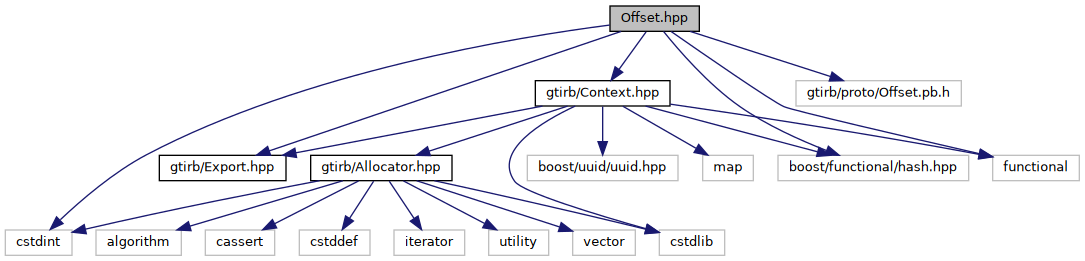 Offset.hpp
gtirb/Context.hpp
gtirb/proto/Offset.pb.h
gtirb/Export.hpp
gtirb/Allocator.hpp
boost/uuid/uuid.hpp
map
boost/functional/hash.hpp
functional
cstdint
algorithm
cassert
cstddef
iterator
utility
vector
cstdlib